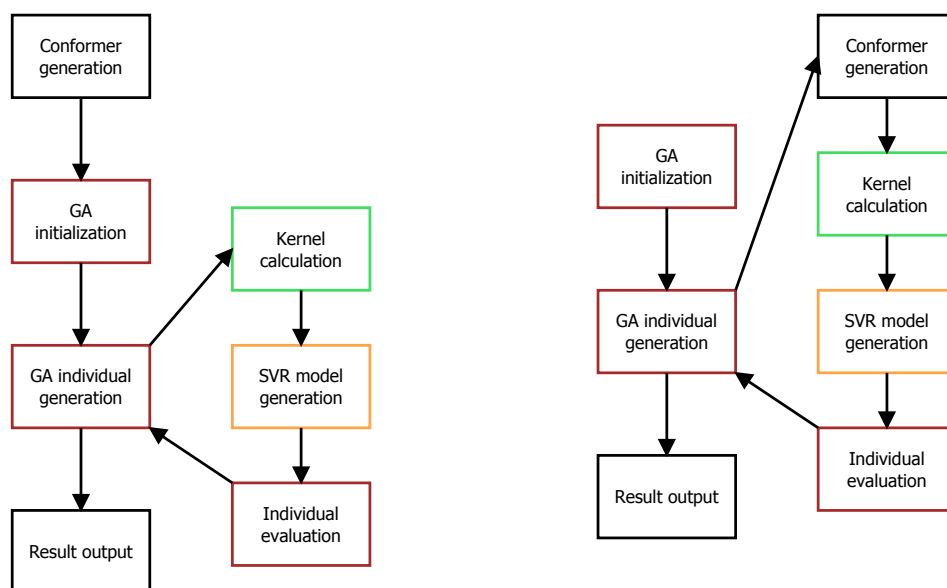 Conformer
generation
GA
initialization
GA individual
generation
Result output
Kernel
calculation
SVR model
generation
Individual
evaluation
GA
initialization
GA individual
generation
Result output
Conformer
generation
Kernel
calculation
SVR model
generation
Individual
evaluation